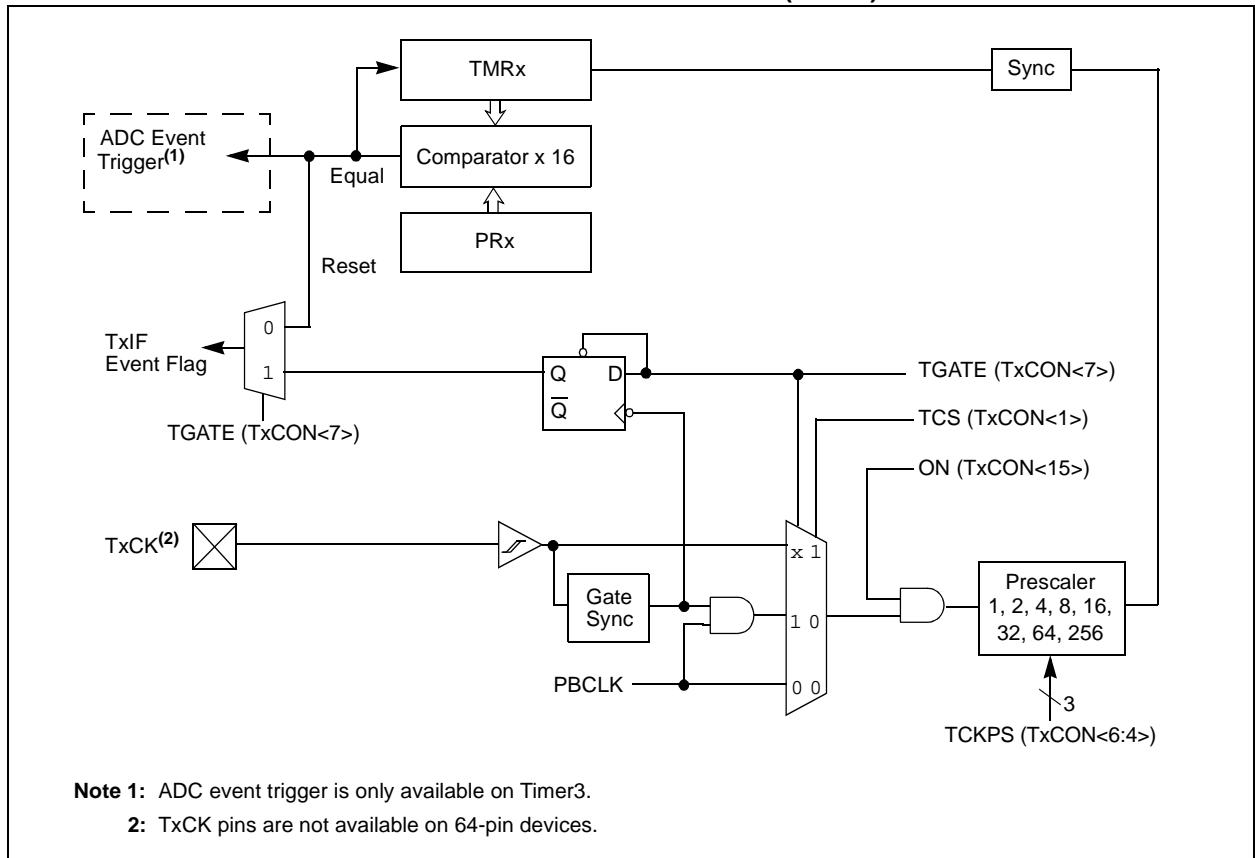 TMRx
Sync
ADC Event
Trigger(1)
Comparator x 16
Equal
PRx
Reset
0
TxIF
Event Flag
1
Q D
Q
TGATE (TxCON<7>)
TGATE (TxCON<7>)
TCS (TxCON<1>)
ON (TxCON<15>)
TxCK(2)
x 1
Gate
Sync
1 0
Prescaler
1, 2, 4, 8, 16,
32, 64, 256
PBCLK
0 0
3
TCKPS (TxCON<6:4>)
Note 1: ADC event trigger is only available on Timer3.
2: TxCK pins are not available on 64-pin devices.